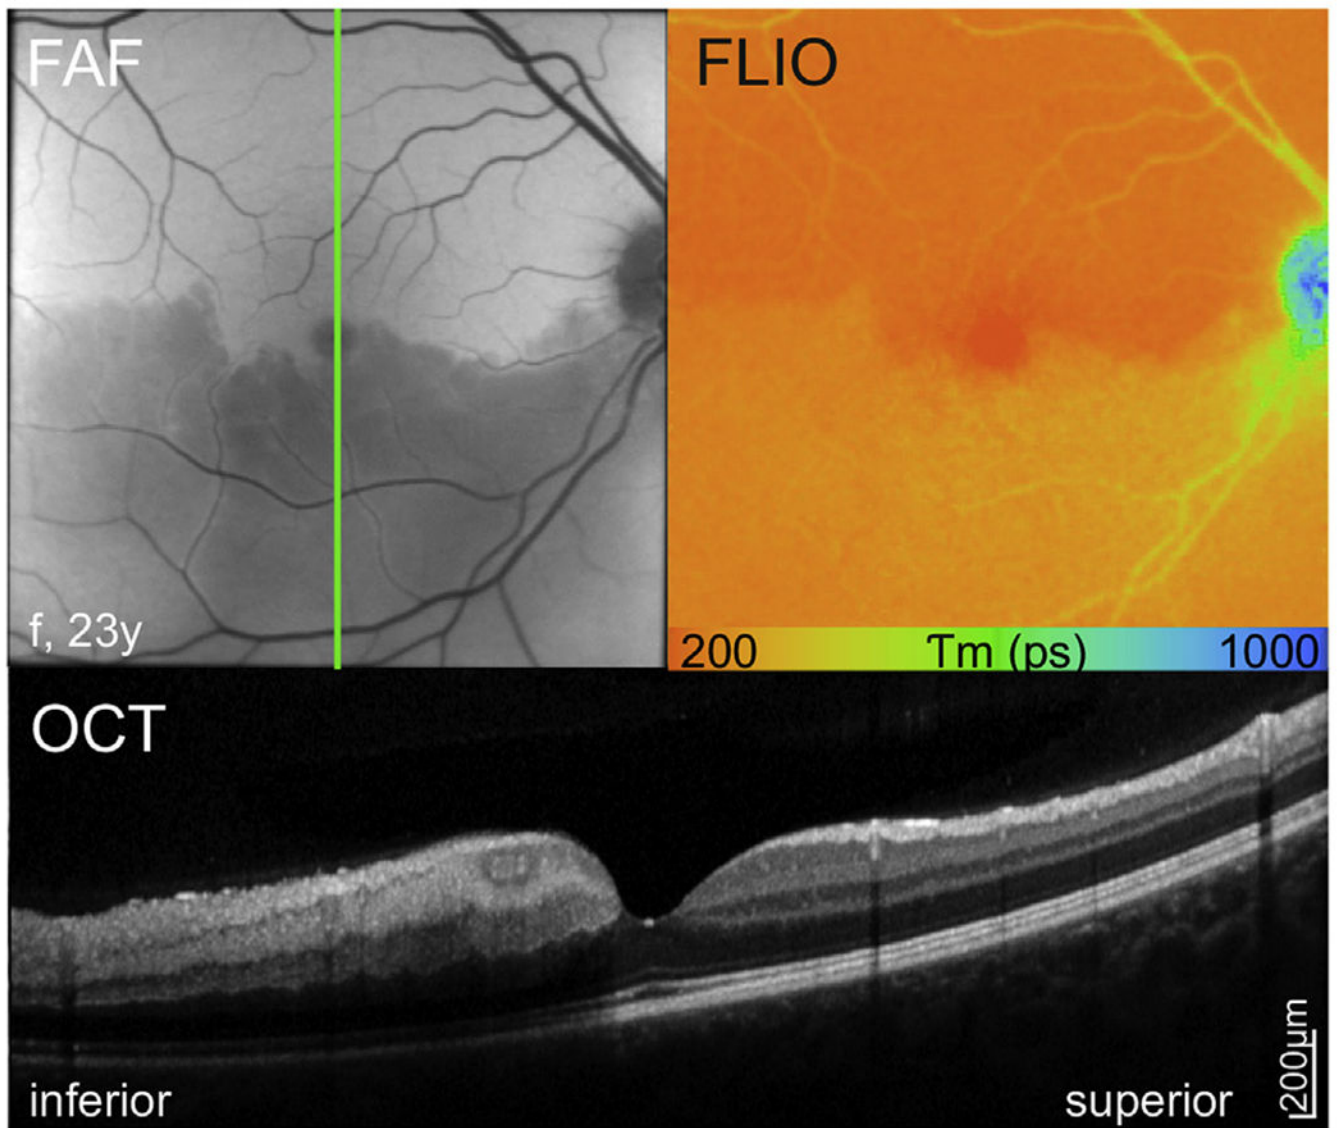 FAF
FLIO
f, 23y
200 Tm (ps) 1000
OCT
inferior
superior
200µm